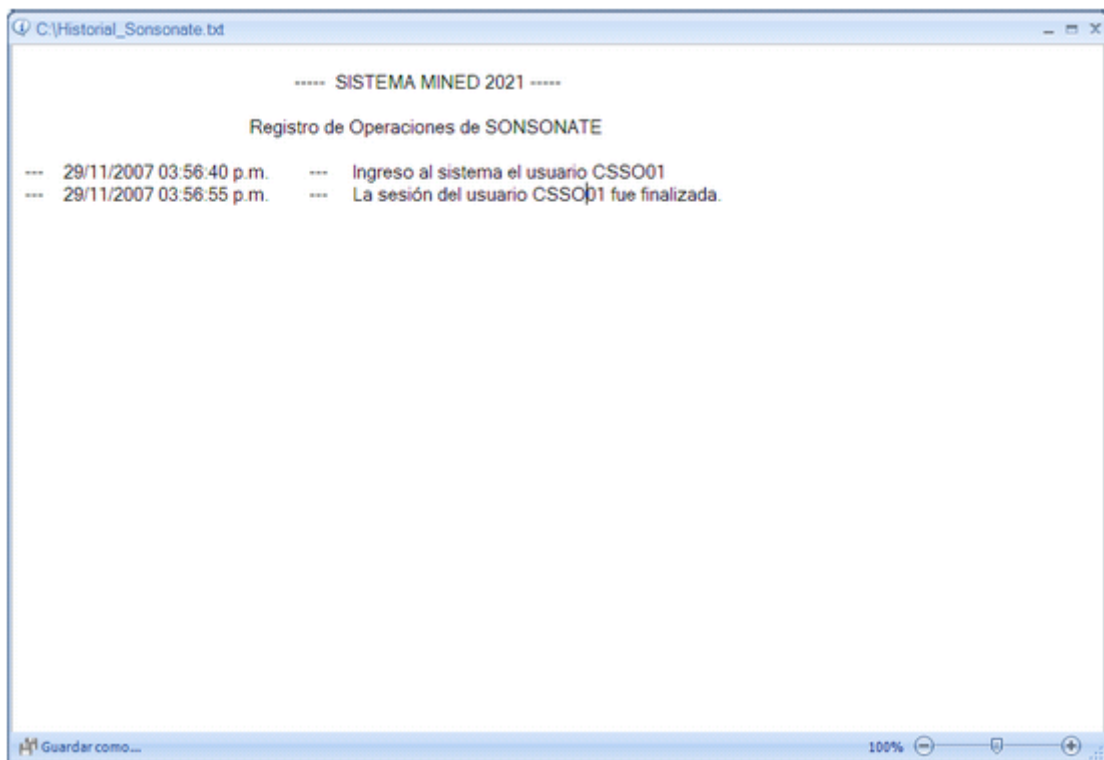 C:\Historial_Sonsonate.txt
----- SISTEMA MINED 2021 -----
Registro de Operaciones de SONSONATE
--- 29/11/2007 03:56:40 p.m. --- Ingreso al sistema el usuario CSSO01
--- 29/11/2007 03:56:55 p.m. --- La sesión del usuario CSSO01 fue finalizada.
Guardar como... 100%